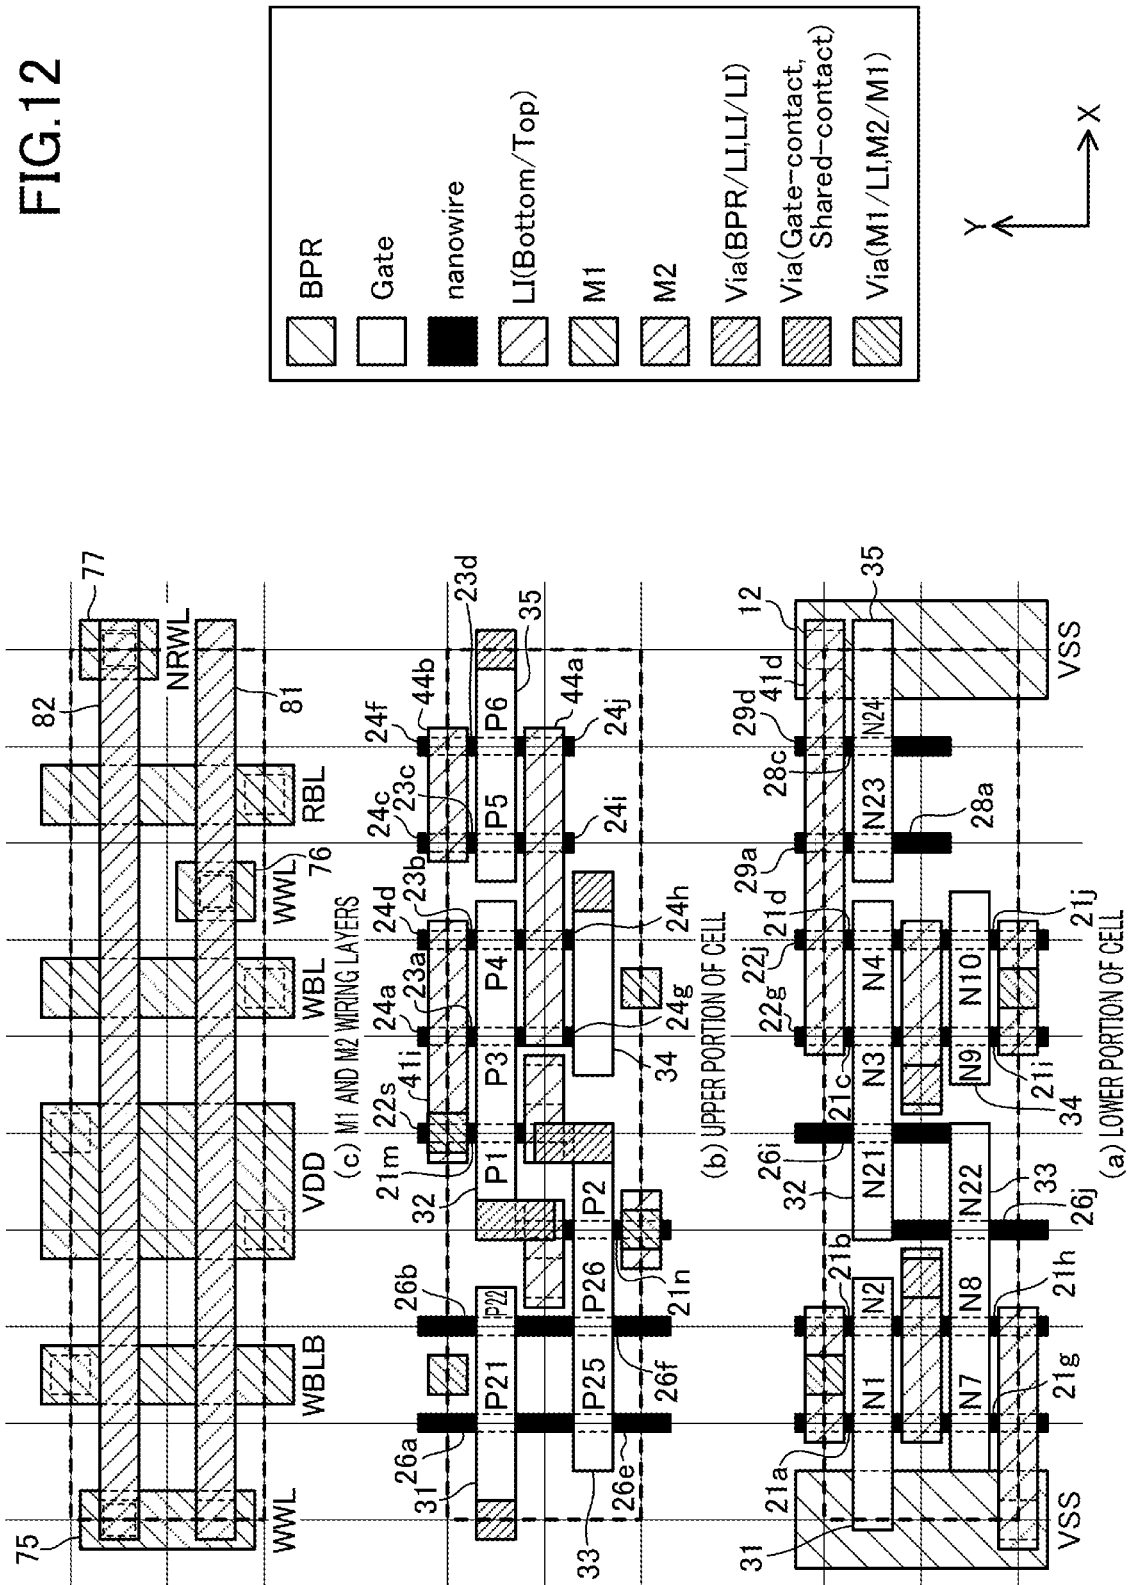 FIG.12
BPR
Gate
nanowire
LI(Bottom/Top)
M1
M2
Via(BPR/LI,LI/LI)
Via(Gate-contact,
Shared-contact)
Via(M1/LI,M2/M1)
Y
X
75
82
77
WWL
WBLB
VDD
WBL
WWL
76
RBL
81
NRWL
(c) M1 AND M2 WIRING LAYERS
26a
26b
21m
22s
41i
24a
23a
24d
23b
24c
23c
24f
44b
23d
31
P21
P22
32
P1
P3
P4
P5
P6
35
33
P25
P26
P2
34
44a
26e
26f
21n
24g
24h
24i
24j
(b) UPPER PORTION OF CELL
21a
21b
32
26i
21c
22g
22j
21d
29a
28c
29d
41d
12
31
N1
N2
N21
N3
N4
N23
N24
35
N7
N8
N22
N9
N10
28a
VSS
21g
21h
26j
33
34
21i
21j
VSS
(a) LOWER PORTION OF CELL